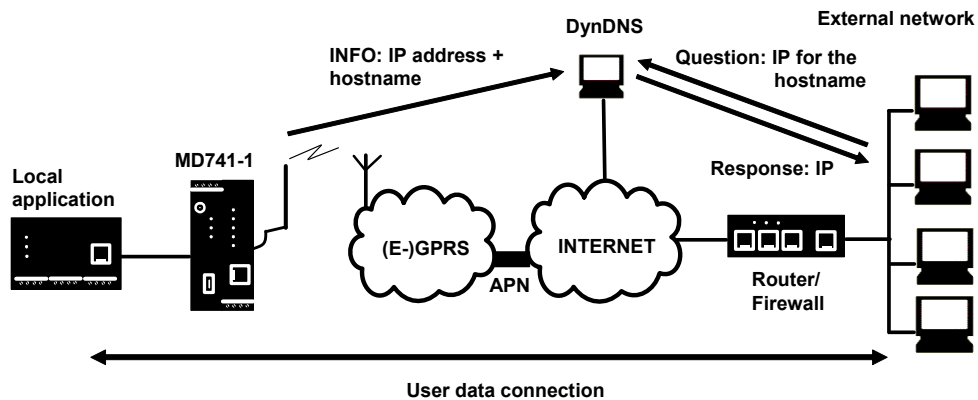 External network
DynDNS
INFO: IP address +
hostname
Question: IP for the
hostname
MD741-1
Response: IP
Local
application
(E-)GPRS
INTERNET
APN
Router/
Firewall
User data connection